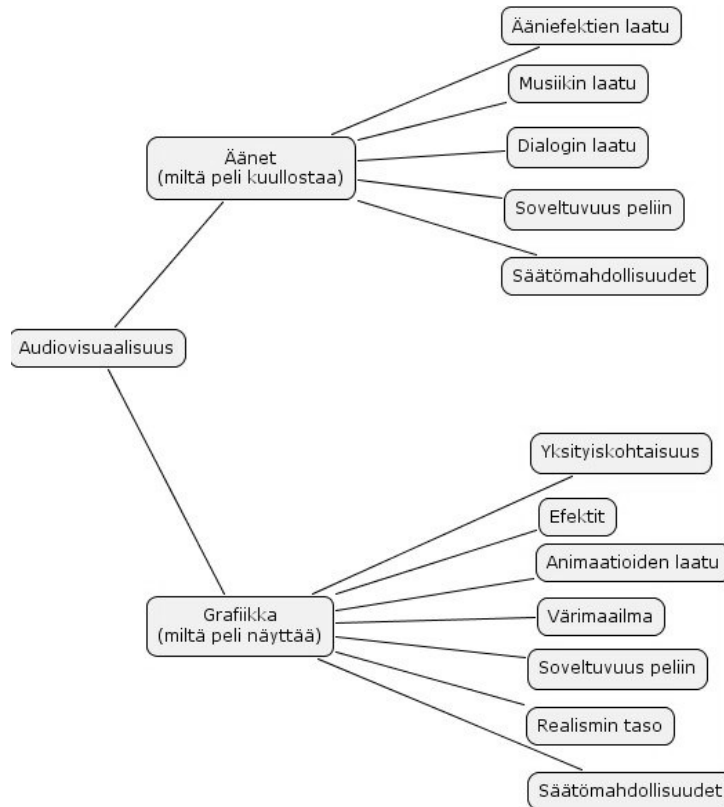 Ääniefektien laatu
Musiikin laatu
Dialogin laatu
Soveltuvuus peliin
Säätömahdollisuudet
Äänet
(miltä peli kuullostaa)
Audiovisuaalisuus
Grafiikka
(miltä peli näyttää)
Yksityiskohtaisuus
Efektit
Animaatioiden laatu
Värimaailma
Soveltuvuus peliin
Realismin taso
Säätömahdollisuudet